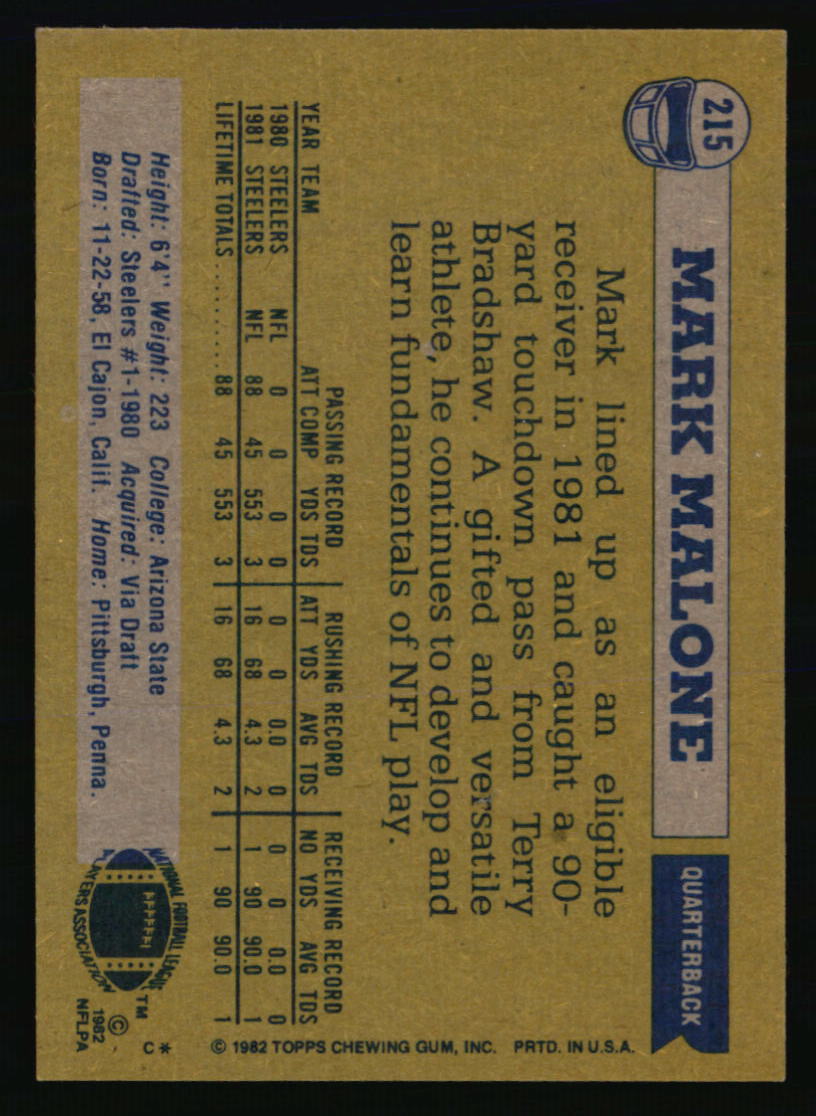 215
MARK MALONE
QUARTERBACK
Mark lined up as an eligible
receiver in 1981 and caught a 90-
yard touchdown pass from Terry
Bradshaw. A gifted and versatile
athlete, he continues to develop and
learn fundamentals of NFL play.
PASSING RECORD RUSHING RECORD RECEIVING RECORD
YEAR TEAM ATT COMP YDS TDS ATT YDS AVG TDS NO YDS AVG TDS
1980 STEELERS NFL 0 0 0 0 0 0 0.0 0 0 0 0.0 0
1981 STEELERS NFL 88 45 553 3 16 68 4.3 2 1 90 90.0 1
LIFETIME TOTALS.......... 88 45 553 3 16 68 4.3 2 1 90 90.0 1
Height: 6'4" Weight: 223 College: Arizona State
Drafted: Steelers #1-1980 Acquired: Via Draft
Born: 11-22-58, El Cajon, Calif. Home: Pittsburgh, Penna.
NATIONAL FOOTBALL LEAGUE
PLAYERS ASSOCIATION
TM
© 1982
NFLPA
C*
© 1982 TOPPS CHEWING GUM, INC. PRTD. IN U.S.A.